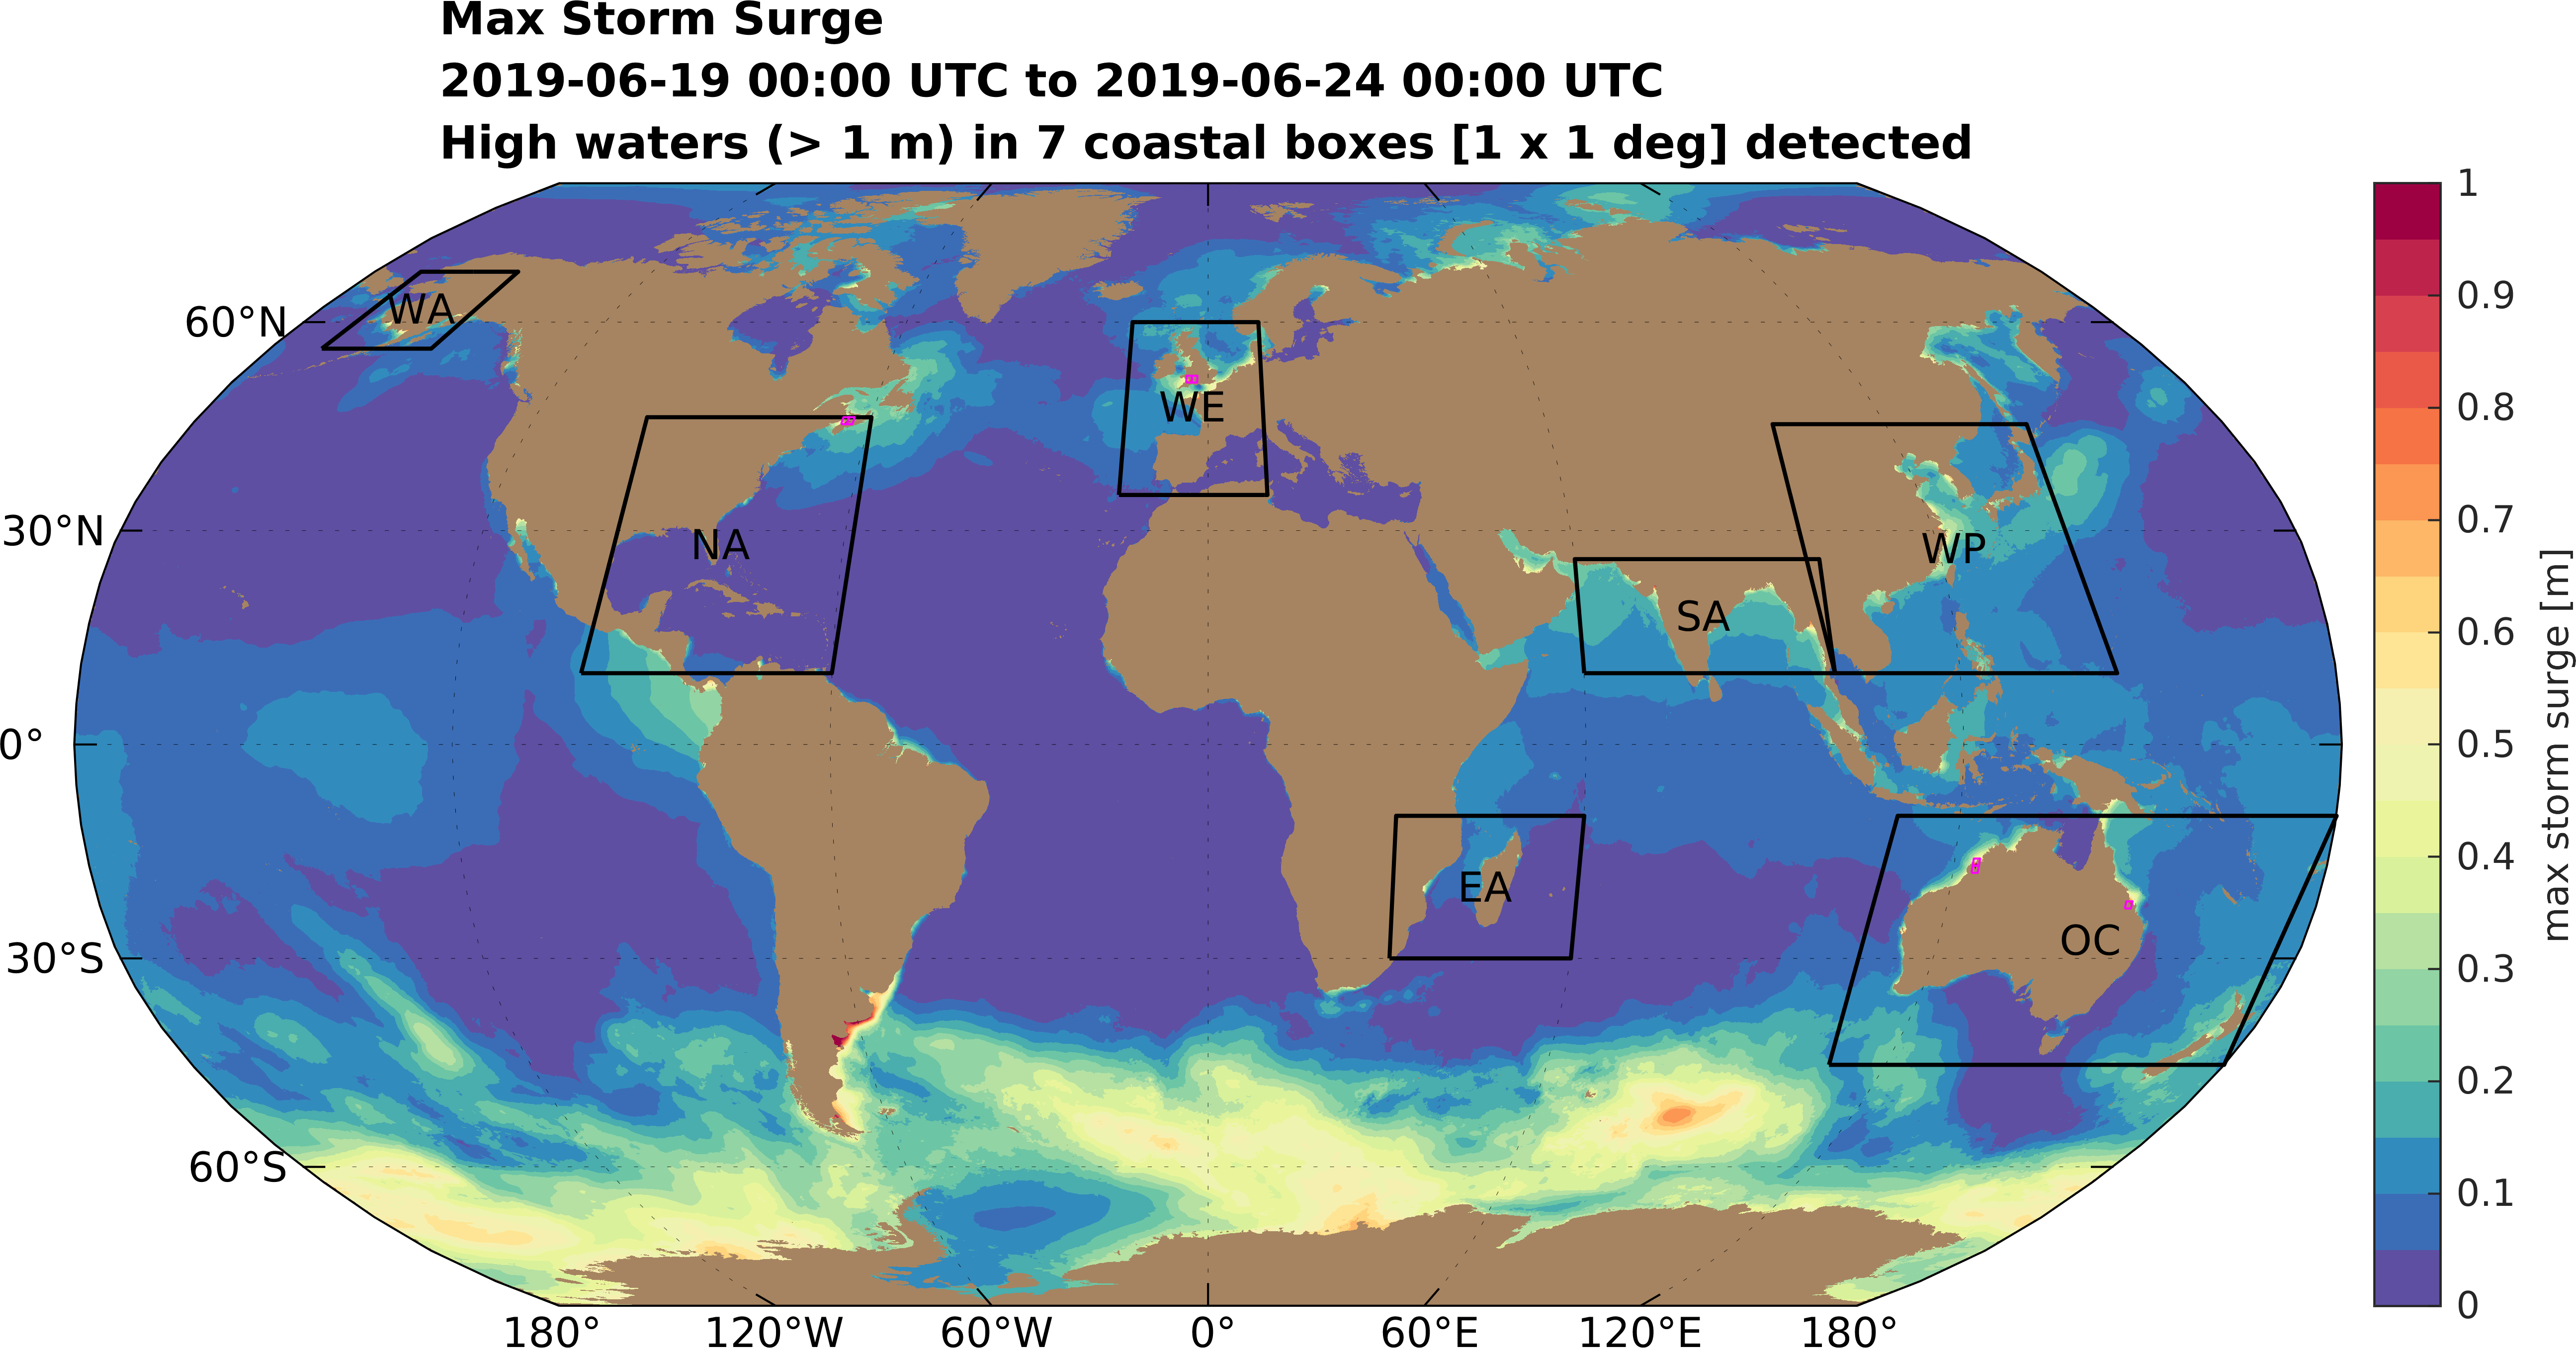 Max Storm Surge
2019-06-19 00:00 UTC to 2019-06-24 00:00 UTC
High waters (> 1 m) in 7 coastal boxes [1 x 1 deg] detected
60°N
30°N
0°
30°S
60°S
WA
NA
WE
SA
WP
EA
OC
180°
120°W
60°W
0°
60°E
120°E
180°
1
0.9
0.8
0.7
0.6
0.5
0.4
0.3
0.2
0.1
0
max storm surge [m]